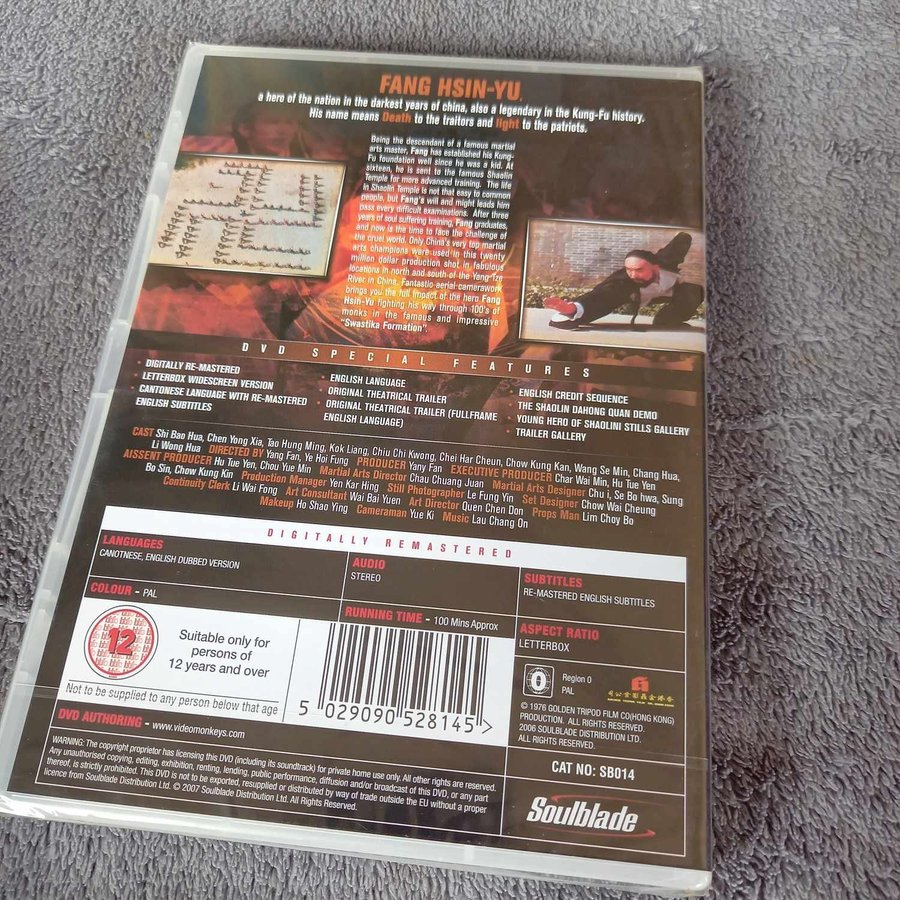 FANG HSIN-YU
a hero of the nation in the darkest years of china, also a legendary in the Kung-Fu history.
His name means Death to the traitors and light to the patriots.
Being the descendant of a famous martial
arts master, Fang has established his Kung-
Fu foundation well since he was a kid. At
sixteen, he is sent to the famous Shaolin
Temple for more advanced training. The life
in Shaolin Temple is not that easy to common
people, but Fang's will and might leads him
pass every difficult examinations. After three
years of soul suffering training, Fang graduates,
and now is the time to face the challenge of
the cruel world. Only China's very top martial
arts champions were used in this twenty
million dollar production shot in fabulous
locations in north and south of the Yang Tze
River in China. Fantastic aerial camerawork
brings you the full impact of the hero Fang
Hsin-Yu fighting his way through 100's of
monks in the famous and impressive
"Swastika Formation".
DVD SPECIAL FEATURES
· DIGITALLY RE-MASTERED
· LETTERBOX WIDESCREEN VERSION
· CANTONESE LANGUAGE WITH RE-MASTERED
ENGLISH SUBTITLES
· ENGLISH LANGUAGE
ORIGINAL THEATRICAL TRAILER
· ORIGINAL THEATRICAL TRAILER (FULLFRAME
ENGLISH LANGUAGE)
· ENGLISH CREDIT SEQUENCE
· THE SHAOLIN DAHONG QUAN DEMO
· YOUNG HERO OF SHAOLIN STILLS GALLERY
· TRAILER GALLERY
CAST Shi Bao Hua, Chen Yong Xia, Tao Hung Ming, Kok Liang, Chiu Chi Kwong, Chei Har Cheun, Chow Kung Kan, Wang Se Min, Chang Hua,
Li Wong Hua DIRECTED BY Yang Fan, Ye Hoi Fung PRODUCER Yany Fan EXECUTIVE PRODUCER Char Wai Min, Hu Tue Yen
AISSENT PRODUCER Hu Tue Yen, Chou Yue Min Martial Arts Director Chau Chuang Juan Martial Arts Designer Chu i, Se Bo hwa, Sung
Bo Sin, Chow Kung Kin Production Manager Yen Kar Hing Still Photographer Le Fung Yin Set Designer Chow Wai Cheung
Continuity Clerk Li Wai Fong Art Consultant Wai Bai Yuen Art Director Quen Chen Don Props Man Lim Choy Bo
Makeup Ho Shao Ying Cameraman Yue Ki Music Lau Chang On
DIGITALLY REMASTERED
LANGUAGES
CANOTNESE, ENGLISH DUBBED VERSION
AUDIO
STEREO
SUBTITLES
RE-MASTERED ENGLISH SUBTITLES
COLOUR - PAL
RUNNING TIME - 100 Mins Approx
ASPECT RATIO
LETTERBOX
12
Suitable only for
persons of
12 years and over
Not to be supplied to any person below that age
5 029090 528145 >
0
Region 0
PAL
© 1976 GOLDEN TRIPOD FILM CO(HONG KONG)
PRODUCTION. ALL RIGHTS RESERVED.
2006 SOULBLADE DISTRIBUTION LTD.
ALL RIGHTS RESERVED.
DVD AUTHORING - www.videomonkeys.com
WARNING: The copyright proprietor has licensing this DVD (including its soundtrack) for private home use only. All other rights are reserved.
Any unauthorised copying, editing, exhibition, renting, lending, public performance, diffusion and/or broadcast of this DVD, or any part
thereof, is strictly prohibited. This DVD is not to be exported, resupplied or distributed by way of trade outside the EU without a proper
licence from Soulblade Distribution Ltd. © 2007 Soulblade Distribution Ltd. All Rights Reserved.
CAT NO: SB014
Soulblade